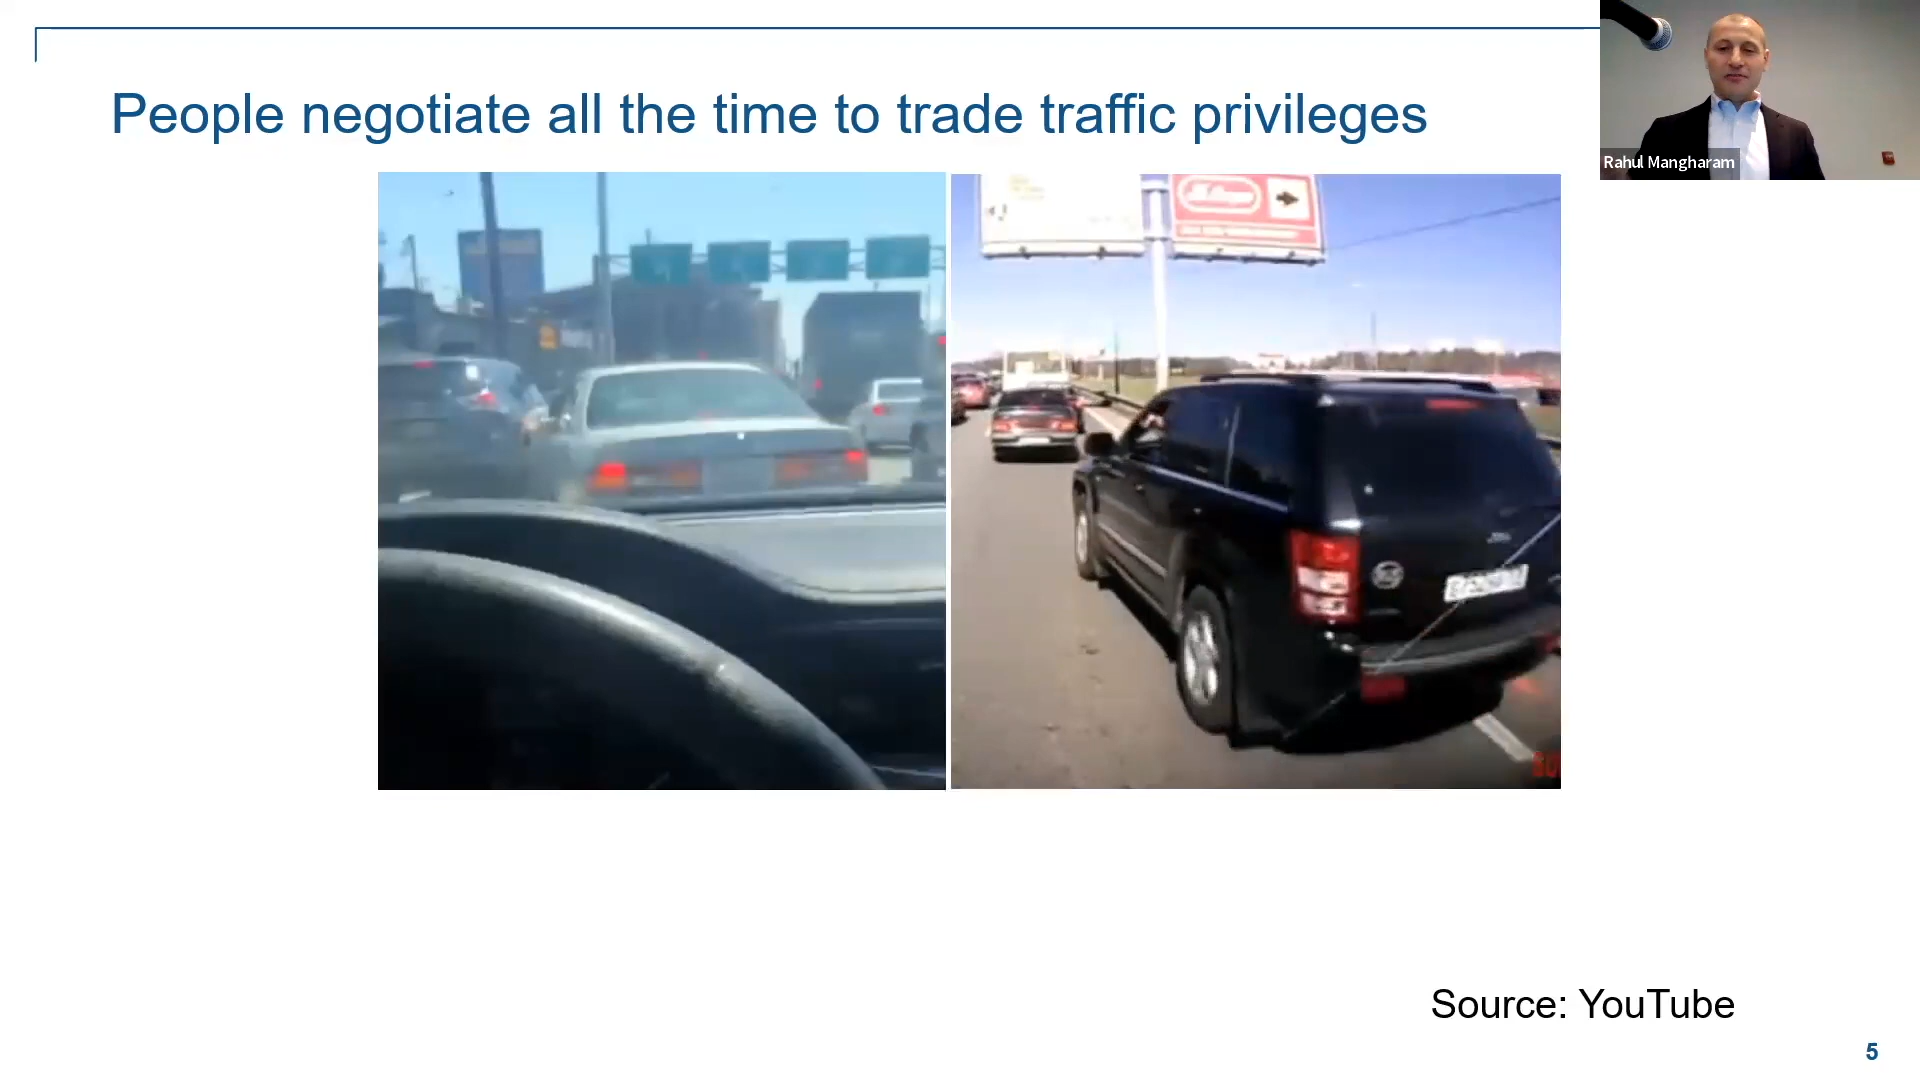 People negotiate all the time to trade traffic privileges
Rahul Mangharam
Source: YouTube
5